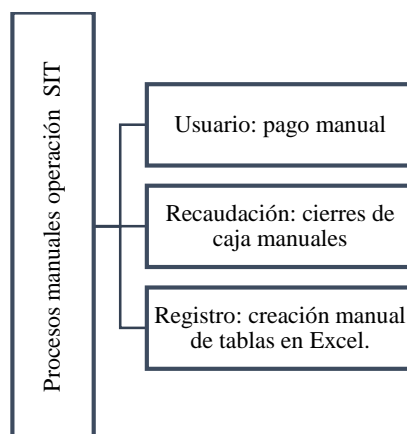 Procesos manuales operación SIT
Usuario: pago manual
Recaudación: cierres de
caja manuales
Registro: creación manual
de tablas en Excel.